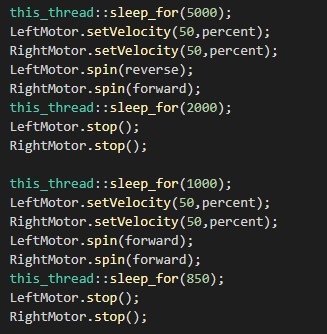 this_thread::sleep_for(5000);
LeftMotor.setVelocity(50,percent);
RightMotor.setVelocity(50,percent);
LeftMotor.spin(reverse);
RightMotor.spin(forward);
this_thread::sleep_for(2000);
LeftMotor.stop();
RightMotor.stop();

this_thread::sleep_for(1000);
LeftMotor.setVelocity(50,percent);
RightMotor.setVelocity(50,percent);
LeftMotor.spin(forward);
RightMotor.spin(forward);
this_thread::sleep_for(850);
LeftMotor.stop();
RightMotor.stop();